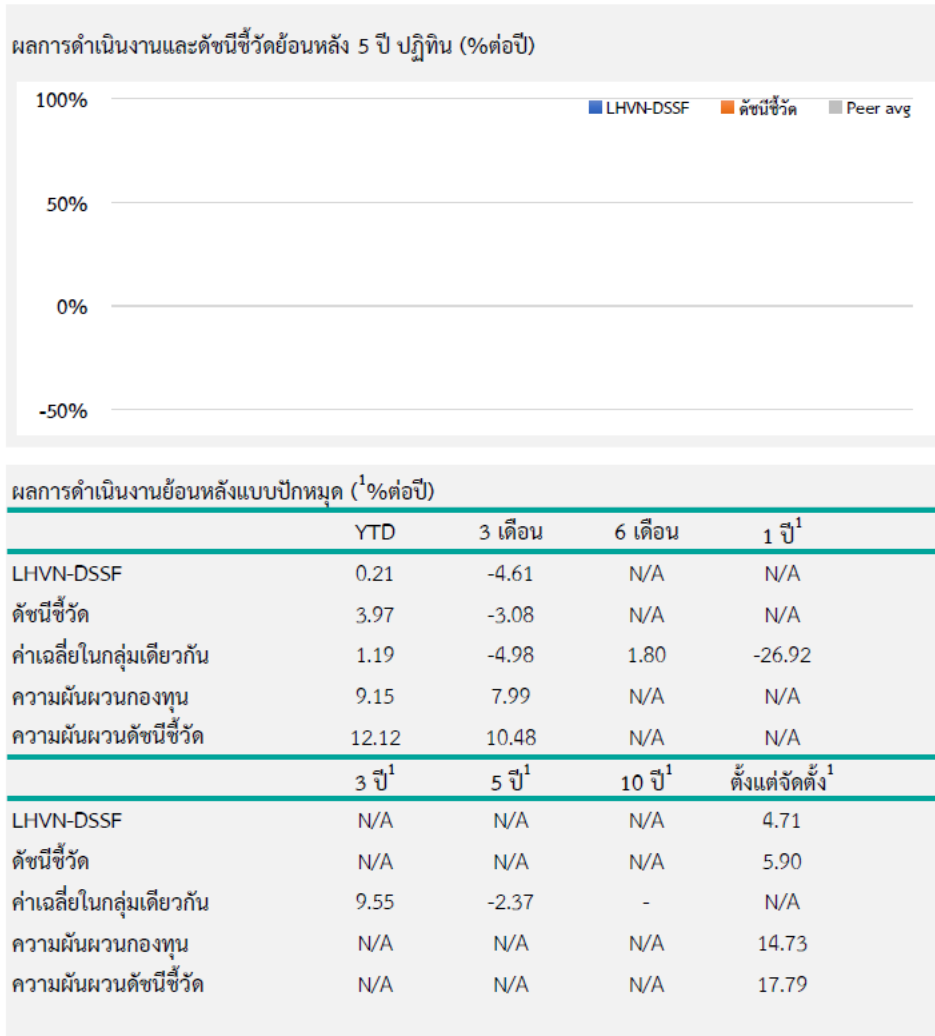 ผลการดำเนินงานและดัชนีชี้วัดย้อนหลัง 5 ปี ปฏิทิน (%ต่อปี)
100%
LHVN-DSSF ดัชนีชี้วัด Peer avg
50%
0%
-50%
ผลการดำเนินงานย้อนหลังแบบปักหมุด (¹%ต่อปี)
YTD 3 เดือน 6 เดือน 1 ปี¹
LHVN-DSSF 0.21 -4.61 N/A N/A
ดัชนีชี้วัด 3.97 -3.08 N/A N/A
ค่าเฉลี่ยในกลุ่มเดียวกัน 1.19 -4.98 1.80 -26.92
ความผันผวนกองทุน 9.15 7.99 N/A N/A
ความผันผวนดัชนีชี้วัด 12.12 10.48 N/A N/A
3 ปี¹ 5 ปี¹ 10 ปี¹ ตั้งแต่จัดตั้ง¹
LHVN-DSSF N/A N/A N/A 4.71
ดัชนีชี้วัด N/A N/A N/A 5.90
ค่าเฉลี่ยในกลุ่มเดียวกัน 9.55 -2.37 - N/A
ความผันผวนกองทุน N/A N/A N/A 14.73
ความผันผวนดัชนีชี้วัด N/A N/A N/A 17.79